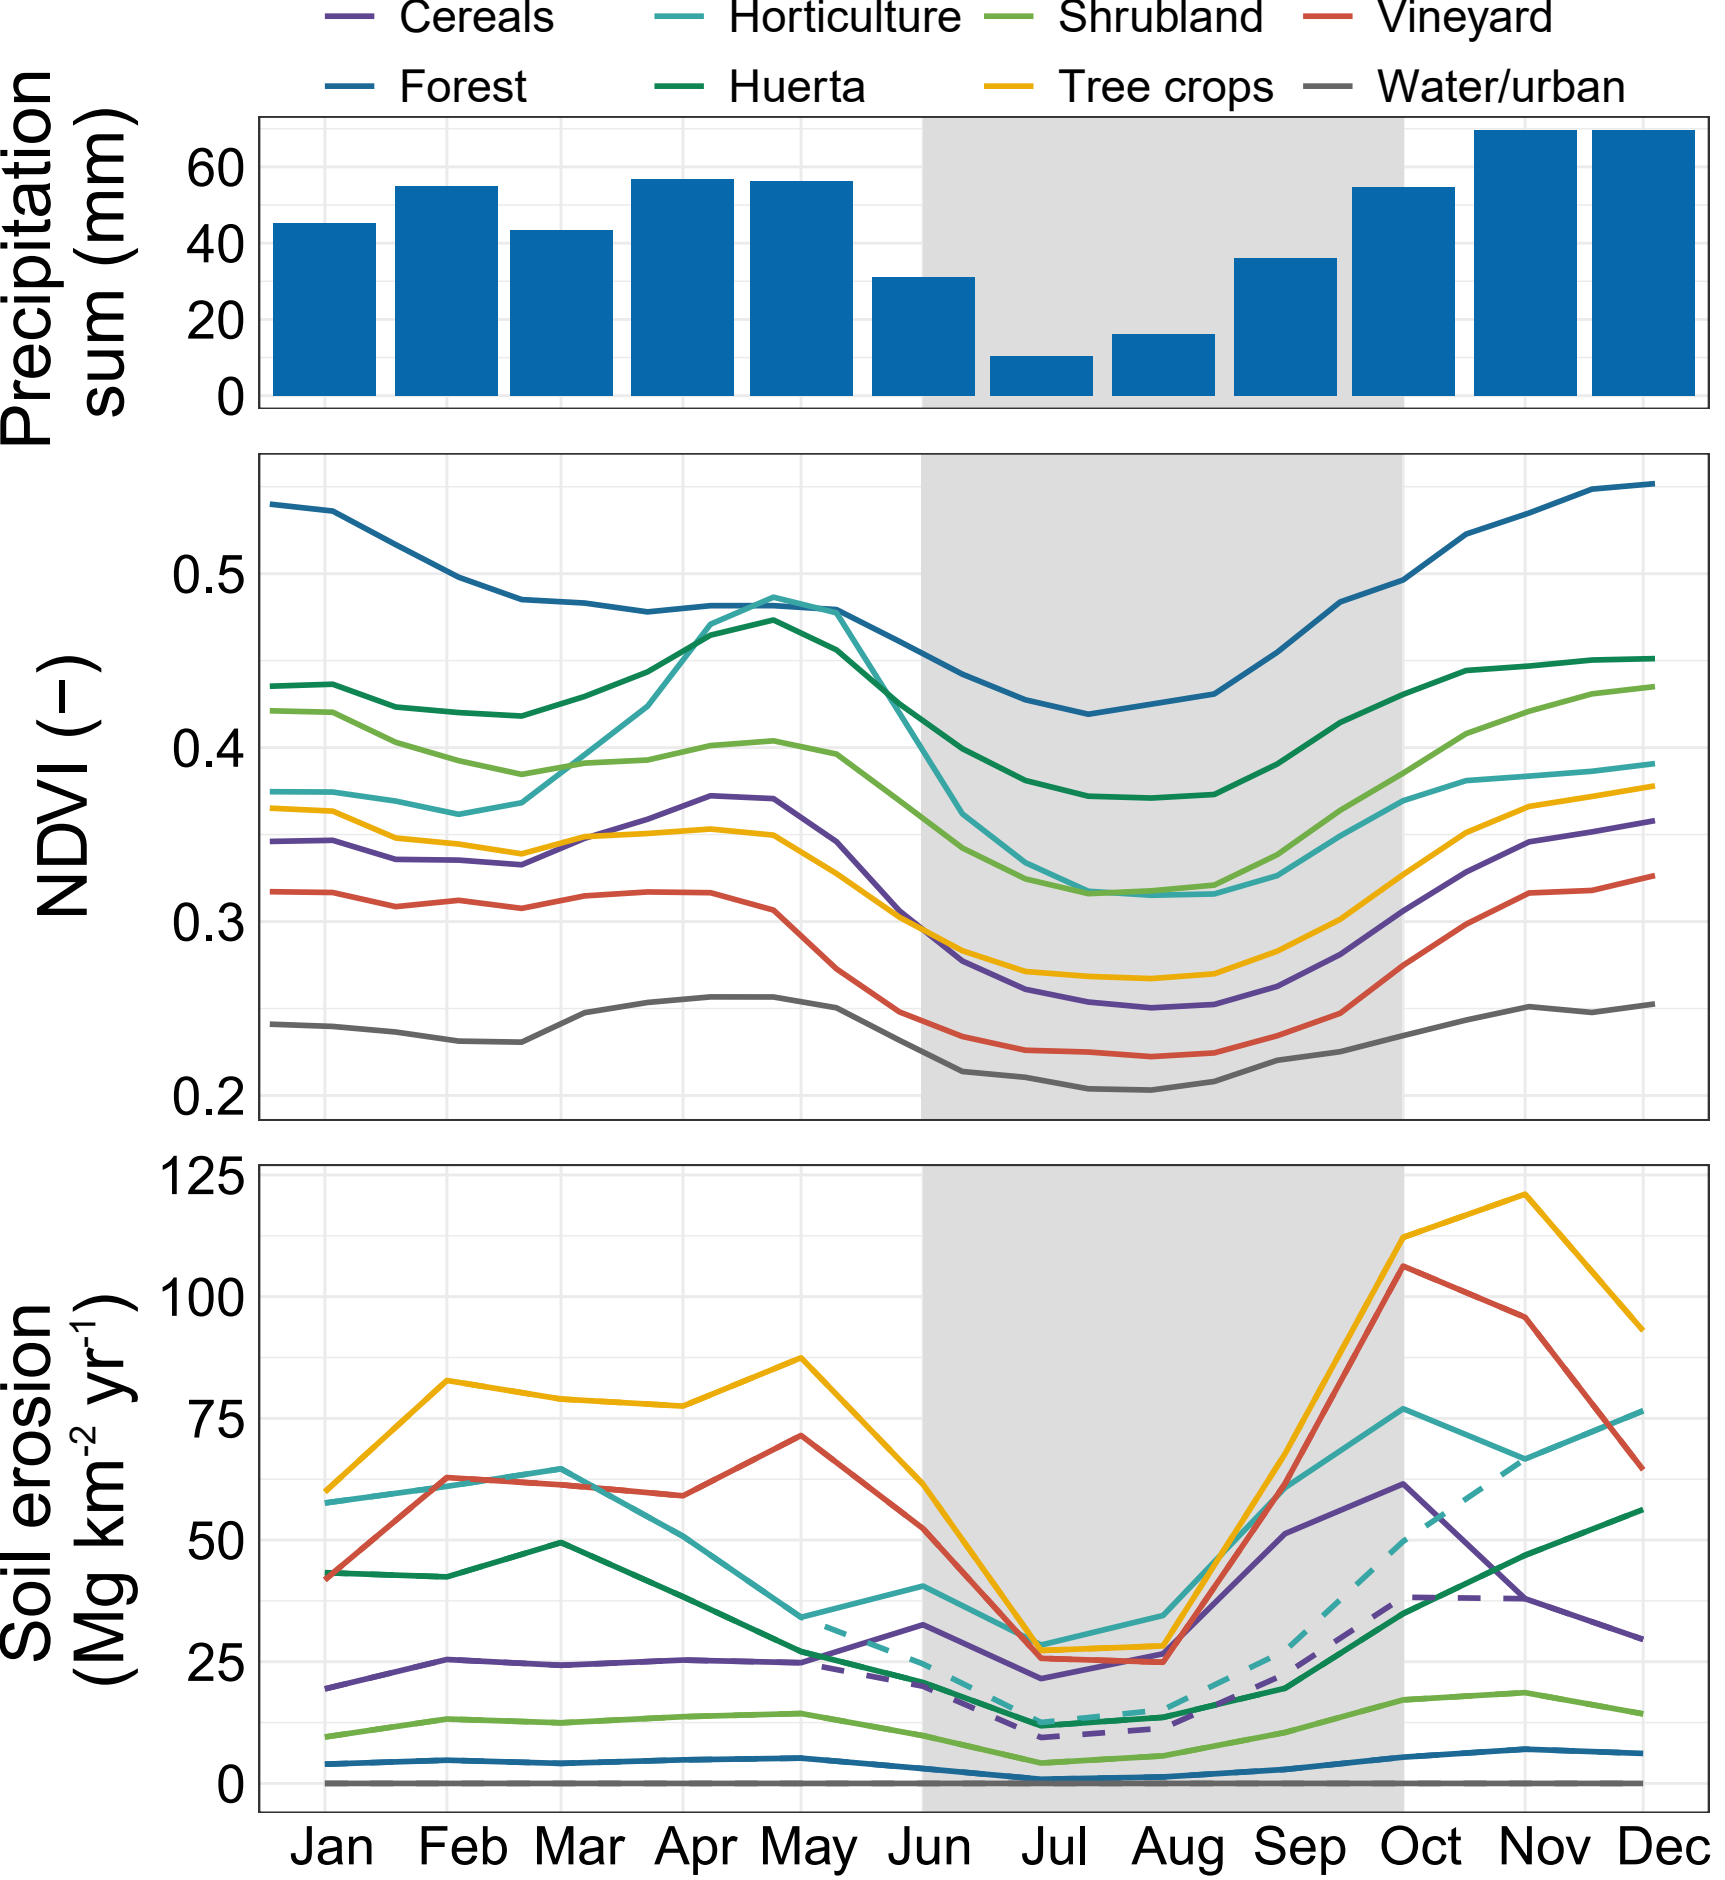 Cereals Horticulture Shrubland Vineyard
Forest Huerta Tree crops Water/urban
Precipitation
sum (mm)
60
40
20
0
NDVI (−)
0.5
0.4
0.3
0.2
Soil erosion
(Mg km-2 yr-1)
125
100
75
50
25
0
Jan Feb Mar Apr May Jun Jul Aug Sep Oct Nov Dec